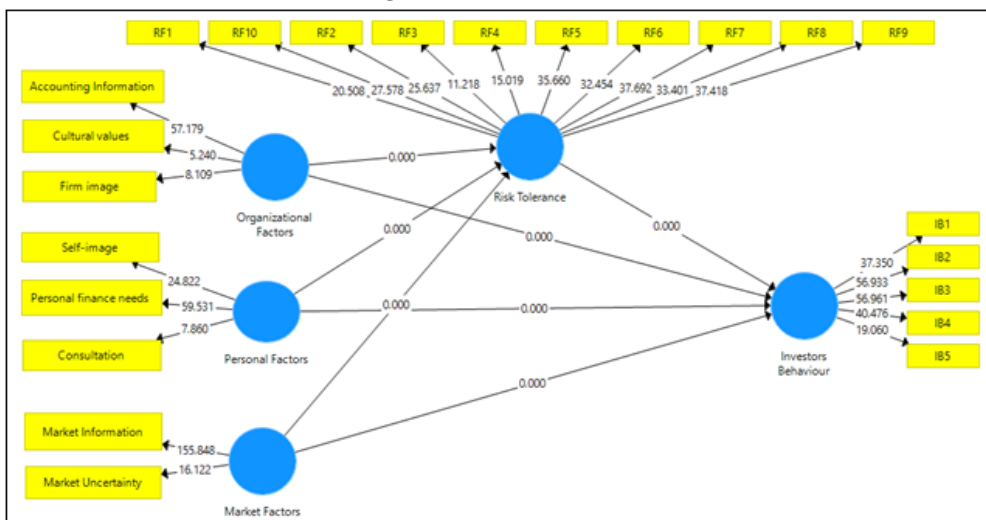 RF1
RF10
RF2
RF3
RF4
RF5
RF6
RF7
RF8
RF9
20.508
27.578
25.637
11.218
15.019
35.660
32.454
37.692
33.401
37.418
Accounting Information
Cultural values
Firm image
57.179
5.240
8.109
Organizational
Factors
0.000
Risk Tolerance
0.000
0.000
0.000
Self-image
Personal finance needs
Consultation
24.822
59.531
7.860
Personal Factors
0.000
0.000
Market Information
Market Uncertainty
155.848
16.122
Market Factors
0.000
Investors
Behaviour
37.350
56.933
56.961
40.476
19.060
IB1
IB2
IB3
IB4
IB5